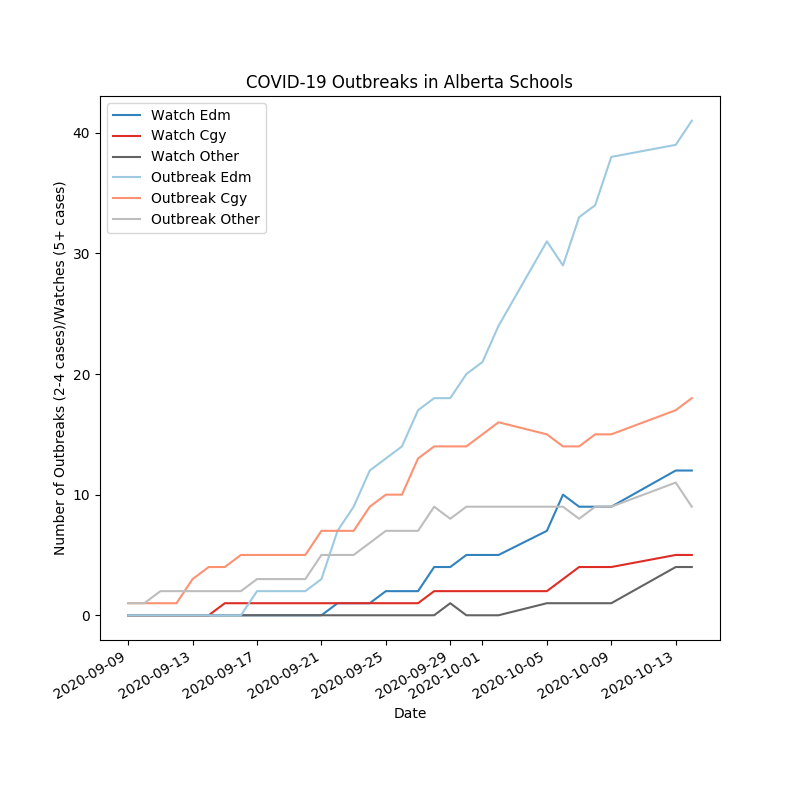 COVID-19 Outbreaks in Alberta Schools
Watch Edm
Watch Cgy
Watch Other
Outbreak Edm
Outbreak Cgy
Outbreak Other
Number of Outbreaks (2-4 cases)/Watches (5+ cases)
40
30
20
10
0
2020-09-09
2020-09-13
2020-09-17
2020-09-21
2020-09-25
2020-09-29
2020-10-01
2020-10-05
2020-10-09
2020-10-13
Date